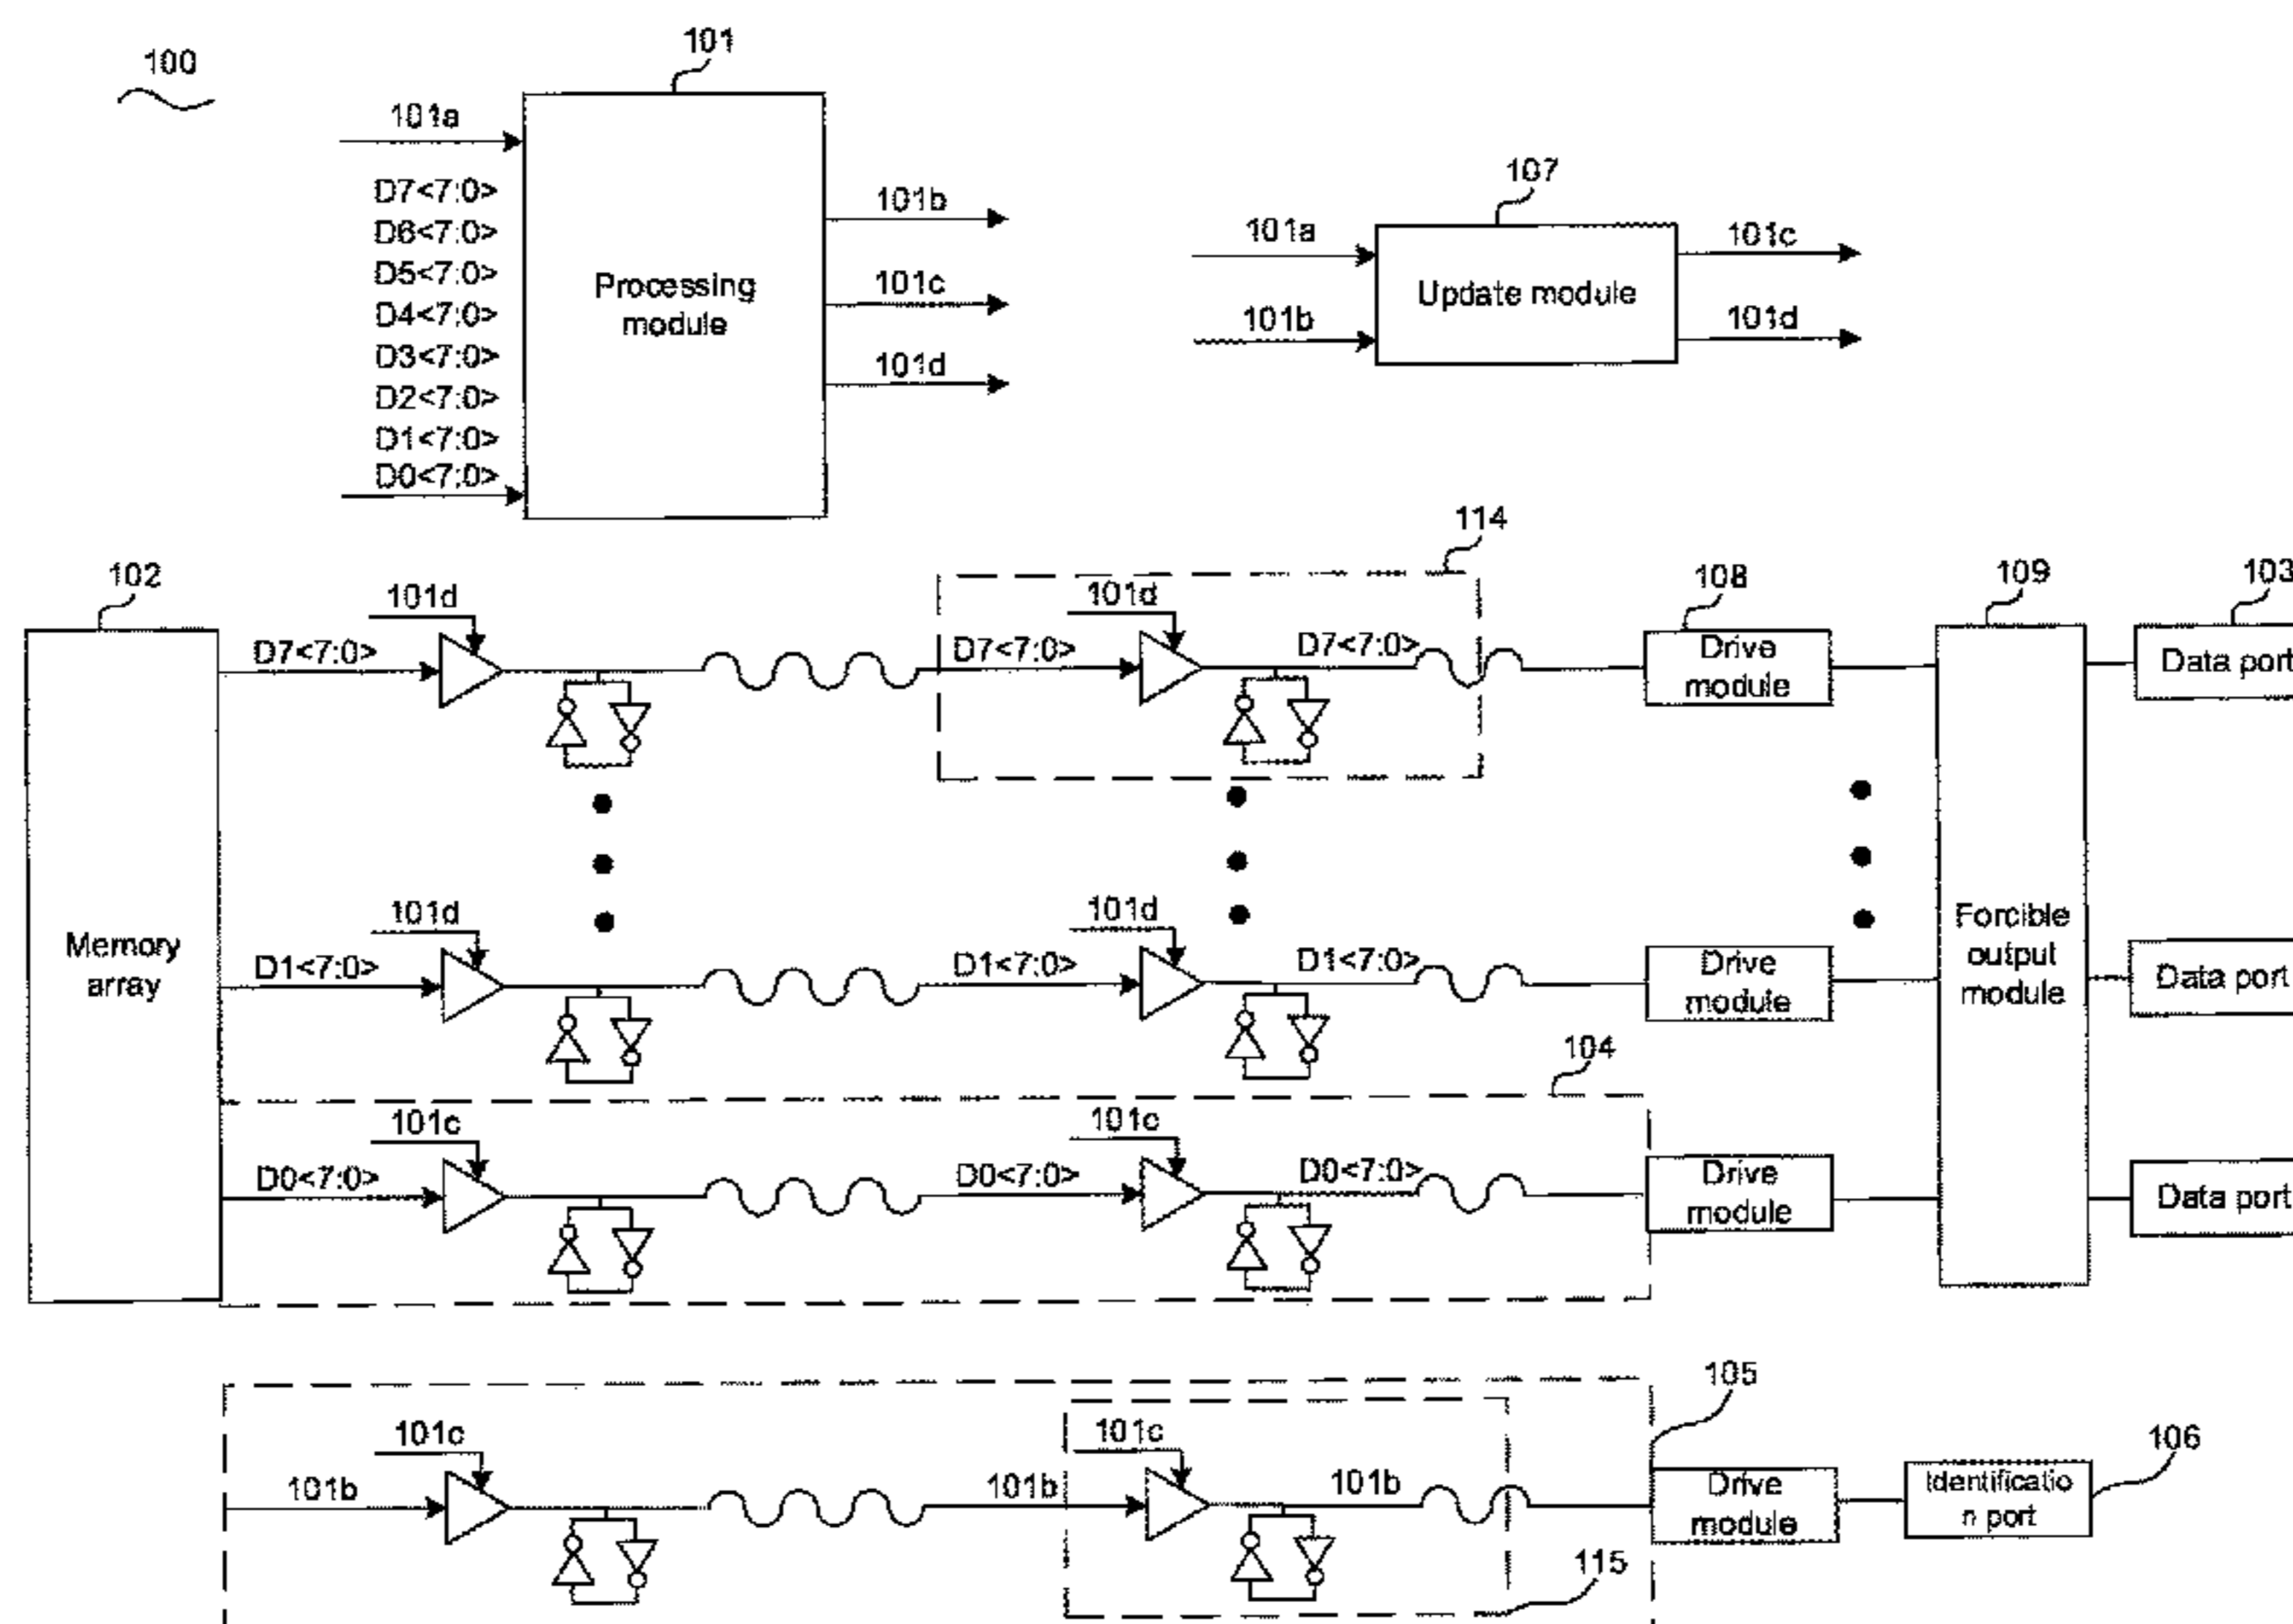 100
101
101a
D7<7:0>
D6<7:0>
D5<7:0>
D4<7:0>
D3<7:0>
D2<7:0>
D1<7:0>
D0<7:0>
Processing
module
101b
101c
101d
107
101a
101b
Update module
101c
101d
102
Memory
array
101d
D7<7:0>
114
101d
D7<7:0>
D7<7:0>
108
Drive
module
109
Forcible
output
module
103
Data port
101d
D1<7:0>
D1<7:0>
101d
D1<7:0>
Drive
module
Data port
104
101c
D0<7:0>
D0<7:0>
101c
D0<7:0>
Drive
module
Data port
105
101c
101b
101b
101c
101b
115
Drive
module
Identificatio
n port
106